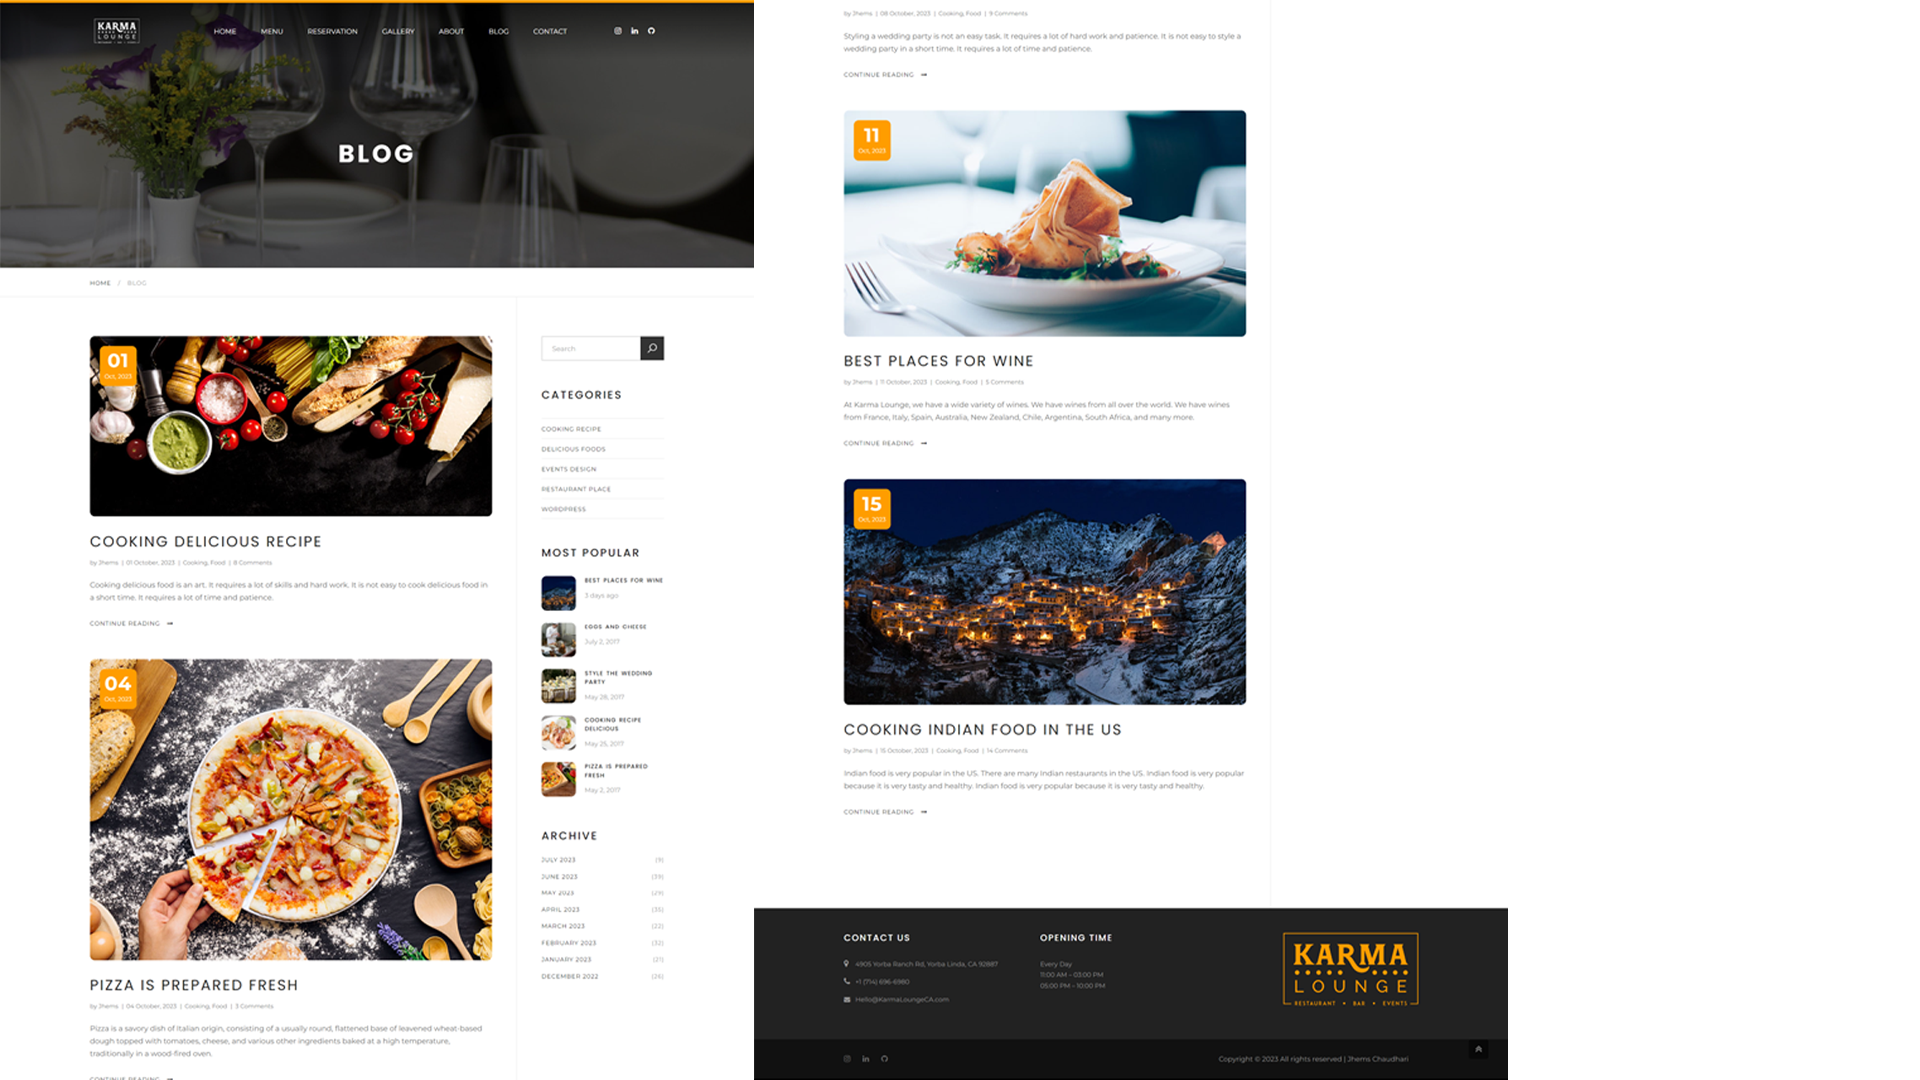 KARMA
LOUNGE
HOME
MENU
RESERVATION
GALLERY
ABOUT
BLOG
CONTACT
BLOG
HOME / BLOG
01
Oct, 2023
COOKING DELICIOUS RECIPE
by Jhems | 01 October, 2023 | Cooking, Food | 8 Comments
Cooking delicious food is an art. It requires a lot of skills and hard work. It is not easy to cook delicious food in
a short time. It requires a lot of time and patience.
CONTINUE READING
04
Oct, 2023
PIZZA IS PREPARED FRESH
by Jhems | 04 October, 2023 | Cooking, Food | 3 Comments
Pizza is a savory dish of Italian origin, consisting of a usually round, flattened base of leavened wheat-based
dough topped with tomatoes, cheese, and various other ingredients baked at a high temperature,
traditionally in a wood-fired oven.
CONTINUE READING
Search
CATEGORIES
COOKING RECIPE
DELICIOUS FOODS
EVENTS DESIGN
RESTAURANT PLACE
WORDPRESS
MOST POPULAR
BEST PLACES FOR WINE
3 days ago
EGGS AND CHEESE
July 2, 2017
STYLE THE WEDDING
PARTY
May 28, 2017
COOKING RECIPE
DELICIOUS
May 25, 2017
PIZZA IS PREPARED
FRESH
May 2, 2017
ARCHIVE
JULY 2023 (9)
JUNE 2023 (39)
MAY 2023 (29)
APRIL 2023 (35)
MARCH 2023 (22)
FEBRUARY 2023 (32)
JANUARY 2023 (21)
DECEMBER 2022 (26)
by Jhems | 08 October, 2023 | Cooking, Food | 9 Comments
Styling a wedding party is not an easy task. It requires a lot of hard work and patience. It is not easy to style a
wedding party in a short time. It requires a lot of time and patience.
CONTINUE READING
11
Oct, 2023
BEST PLACES FOR WINE
by Jhems | 11 October, 2023 | Cooking, Food | 5 Comments
At Karma Lounge, we have a wide variety of wines. We have wines from all over the world. We have wines
from France, Italy, Spain, Australia, New Zealand, Chile, Argentina, South Africa, and many more.
CONTINUE READING
15
Oct, 2023
COOKING INDIAN FOOD IN THE US
by Jhems | 15 October, 2023 | Cooking, Food | 14 Comments
Indian food is very popular in the US. There are many Indian restaurants in the US. Indian food is very popular
because it is very tasty and healthy. Indian food is very popular because it is very tasty and healthy.
CONTINUE READING
CONTACT US
4905 Yorba Ranch Rd, Yorba Linda, CA 92887
+1 (714) 696-6980
Hello@KarmaLoungeCA.com
OPENING TIME
Every Day
11:00 AM – 03:00 PM
05:00 PM – 10:00 PM
KARMA
LOUNGE
RESTAURANT • BAR • EVENTS
Copyright © 2023 All rights reserved | Jhems Chaudhari